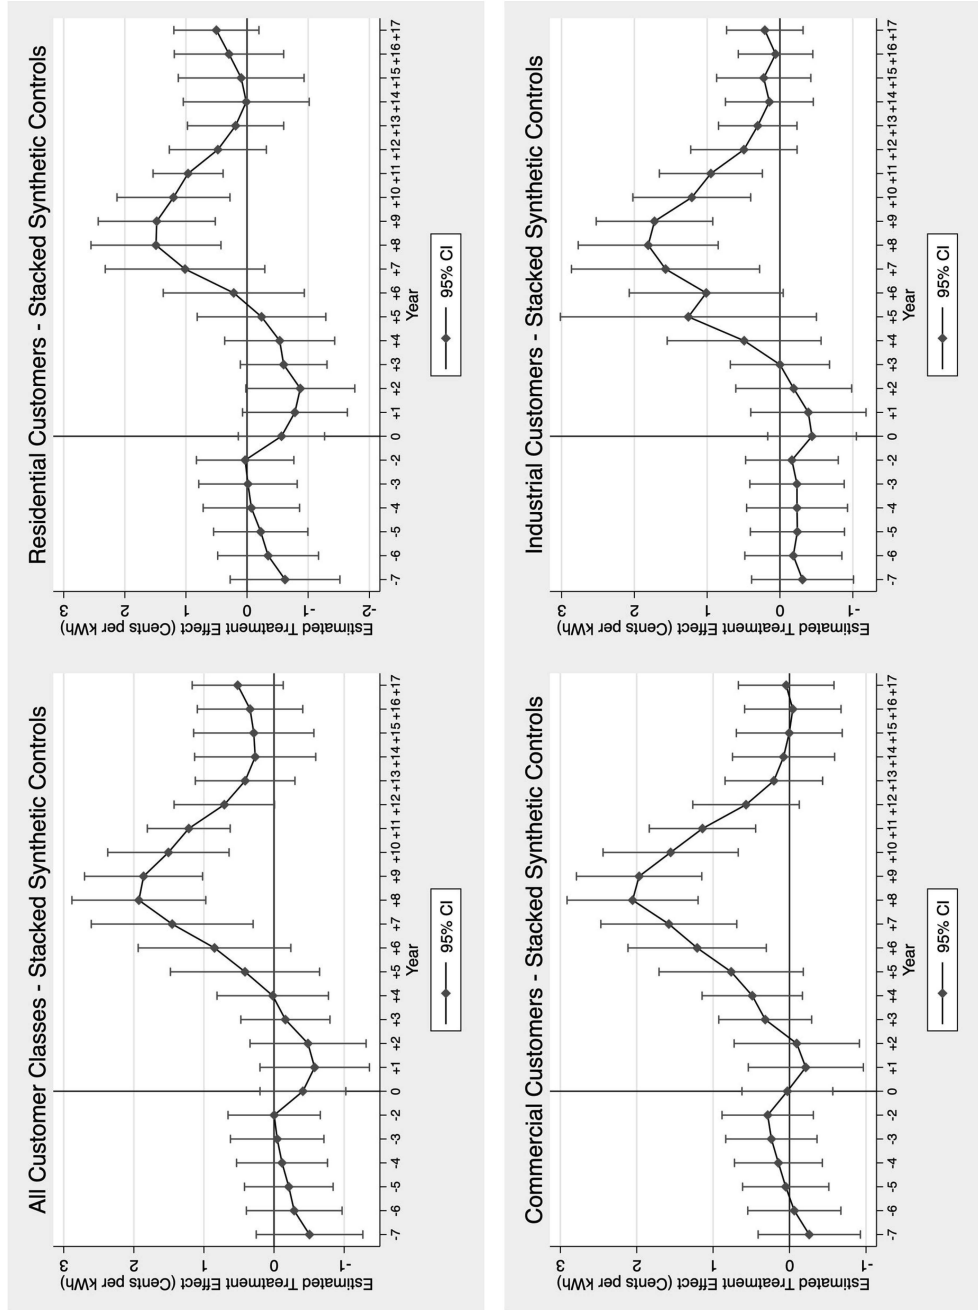 All Customer Classes - Stacked Synthetic Controls
Estimated Treatment Effect (Cents per kWh)
3
2
1
0
-1
-7 -6 -5 -4 -3 -2 0 +1 +2 +3 +4 +5 +6 +7 +8 +9 +10 +11 +12 +13 +14 +15 +16 +17
Year
95% CI
Residential Customers - Stacked Synthetic Controls
Estimated Treatment Effect (Cents per kWh)
3
2
1
0
-1
-2
-7 -6 -5 -4 -3 -2 0 +1 +2 +3 +4 +5 +6 +7 +8 +9 +10 +11 +12 +13 +14 +15 +16 +17
Year
95% CI
Commercial Customers - Stacked Synthetic Controls
Estimated Treatment Effect (Cents per kWh)
3
2
1
0
-1
-7 -6 -5 -4 -3 -2 0 +1 +2 +3 +4 +5 +6 +7 +8 +9 +10 +11 +12 +13 +14 +15 +16 +17
Year
95% CI
Industrial Customers - Stacked Synthetic Controls
Estimated Treatment Effect (Cents per kWh)
3
2
1
0
-1
-7 -6 -5 -4 -3 -2 0 +1 +2 +3 +4 +5 +6 +7 +8 +9 +10 +11 +12 +13 +14 +15 +16 +17
Year
95% CI